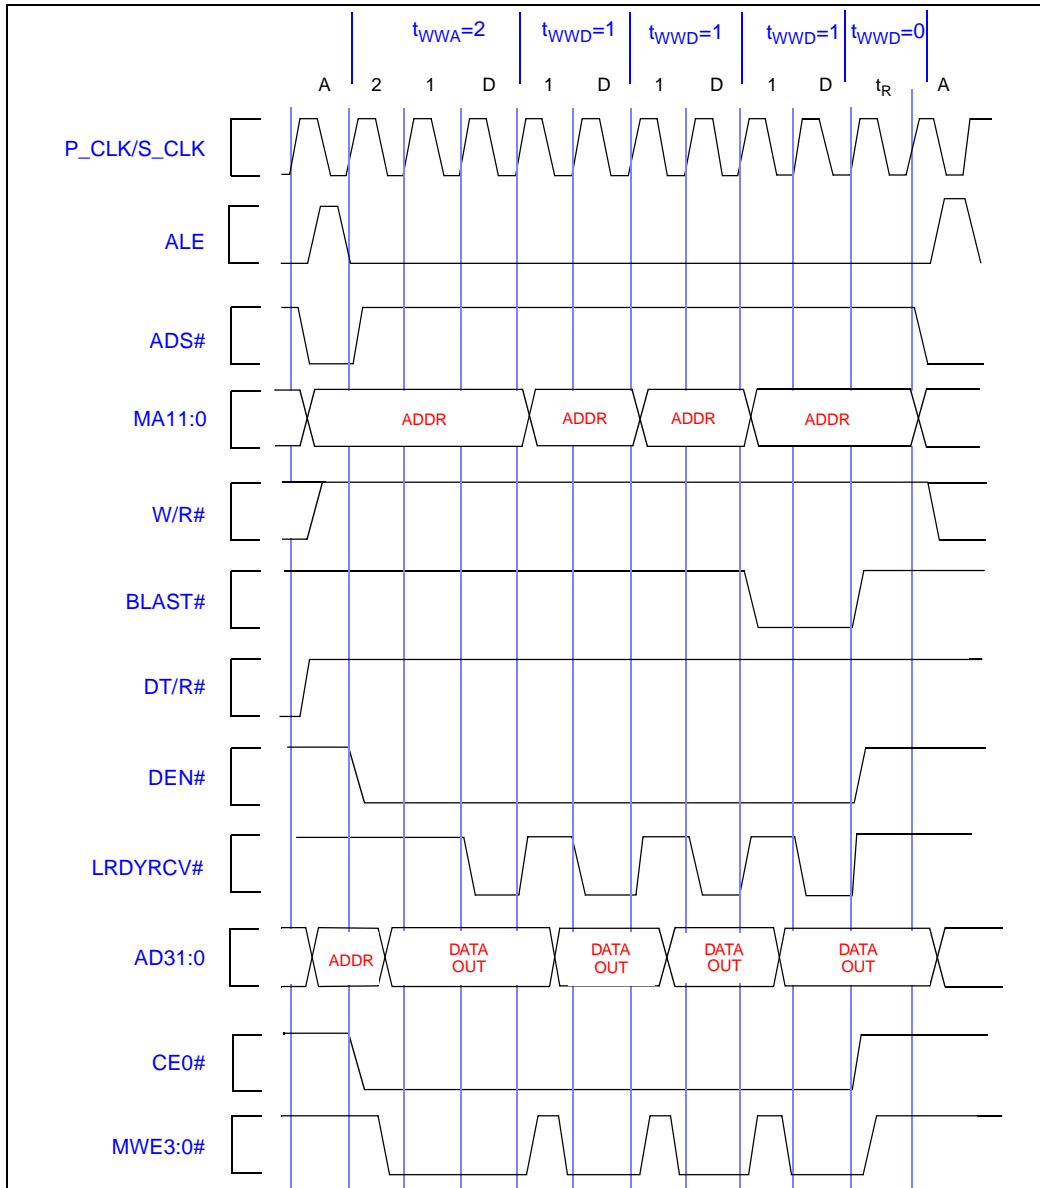 tWWA=2 tWWD=1 tWWD=1 tWWD=1 tWWD=0
A 2 1 D 1 D 1 D 1 D tR A
P_CLK/S_CLK
ALE
ADS#
MA11:0 ADDR ADDR ADDR ADDR
W/R#
BLAST#
DT/R#
DEN#
LRDYRCV#
AD31:0 ADDR DATA OUT DATA OUT DATA OUT DATA OUT
CE0#
MWE3:0#